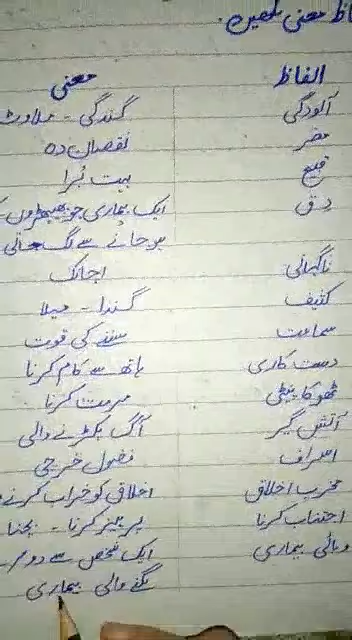 الفاظ معنی لکھیں۔
الفاظ معنی
آلودگی گندگی - ملاوٹ
مضر نقصان دہ
قبیح بہت بُرا
دِق ایک بیماری جو پھیپھڑوں
ہو جانے سے لگ جاتی
ناگہانی اچانک
کثیف گندا - میلا
سماعت سننے کی قوت
دست کاری ہاتھ سے کام کرنا
ٹھوکا پیٹی مرمت کرنا
آتش گیر آگ پکڑنے والی
اسراف فضول خرچی
مخرب اخلاق اخلاق کو خراب کرنے
اجتناب کرنا پرہیز کرنا - بچنا
وبائی بیماری ایک شخص سے دوسرے
لگنے والی بیماری